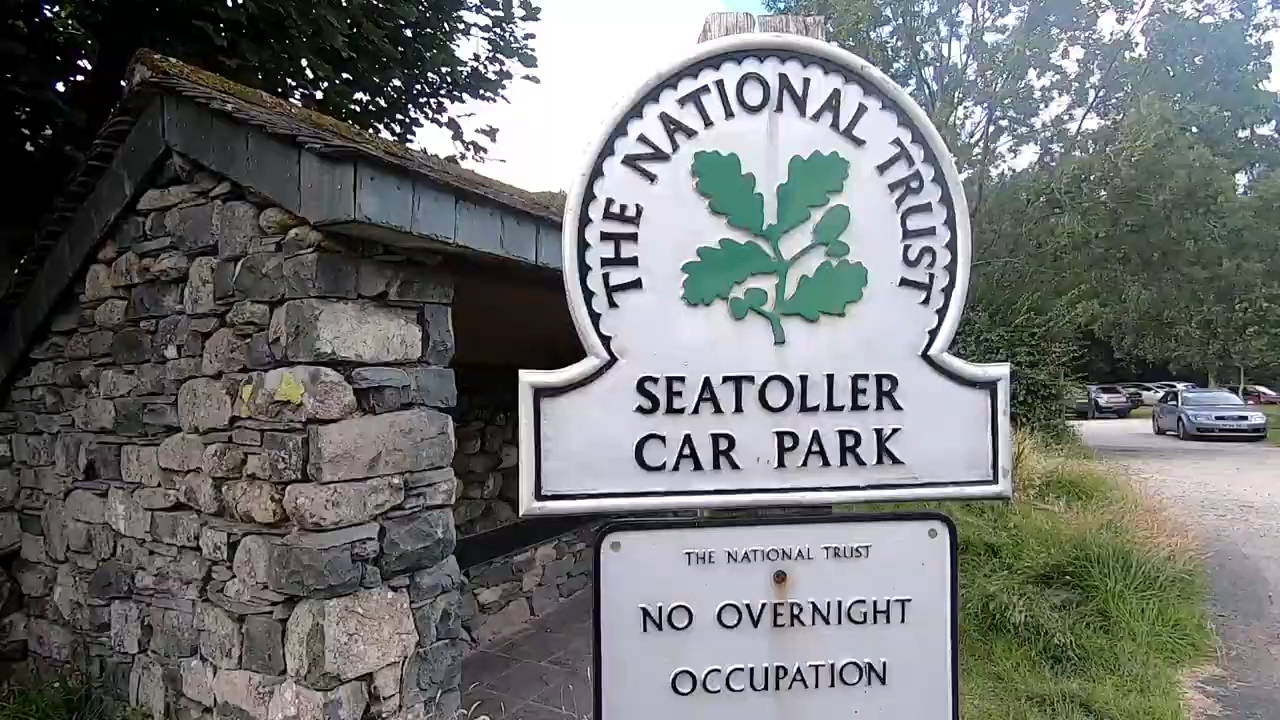 THE NATIONAL TRUST
SEATOLLER
CAR PARK
THE NATIONAL TRUST
NO OVERNIGHT
OCCUPATION